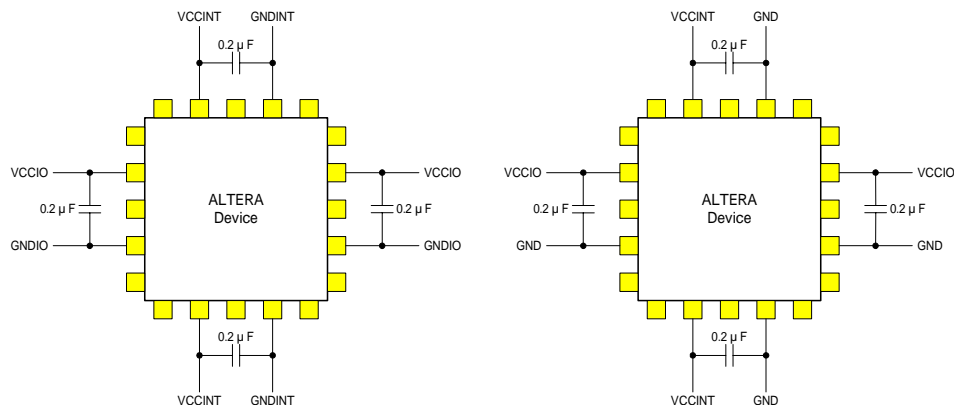 VCCINT GNDINT
0.2 µ F
VCCIO
0.2 µ F
GNDIO
ALTERA
Device
VCCIO
0.2 µ F
GNDIO
0.2 µ F
VCCINT GNDINT
VCCINT GND
0.2 µ F
VCCIO
0.2 µ F
GND
ALTERA
Device
VCCIO
0.2 µ F
GND
0.2 µ F
VCCINT GND